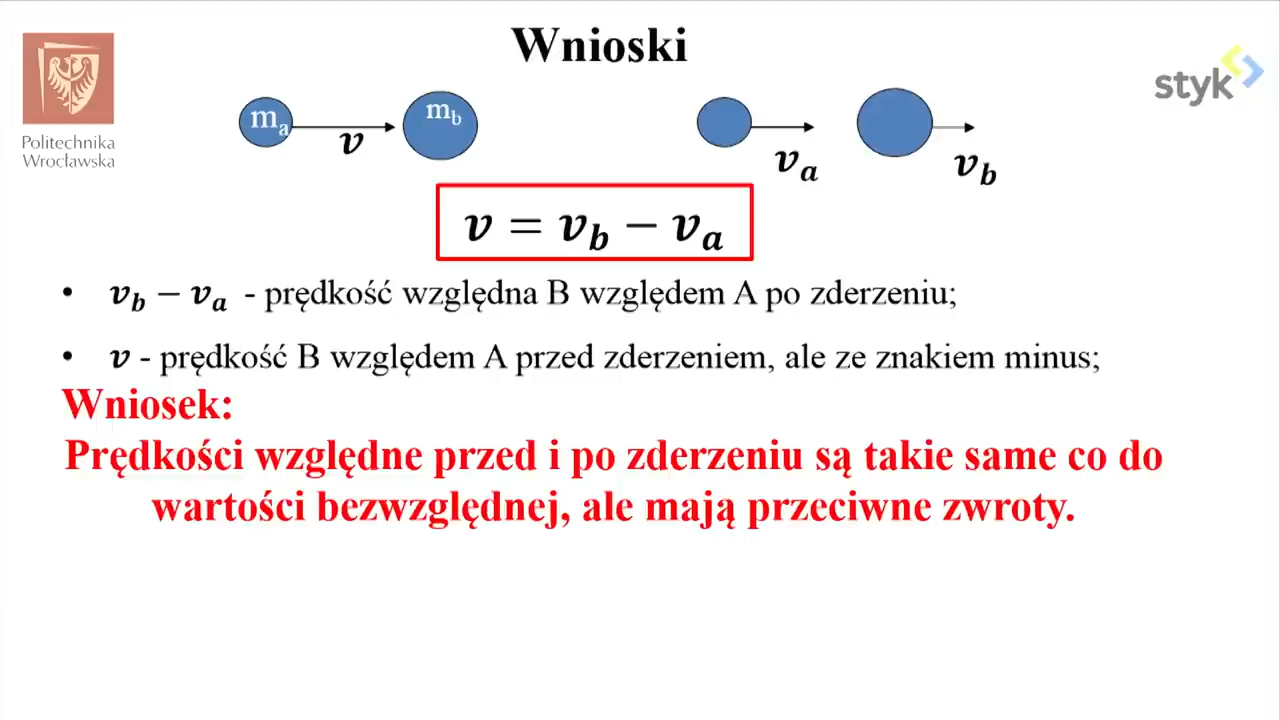 Wnioski
Politechnika
Wrocławska
styk
mₐ
v
m_b
vₐ
v_b
v = v_b − vₐ
• v_b − vₐ - prędkość względna B względem A po zderzeniu;
• v - prędkość B względem A przed zderzeniem, ale ze znakiem minus;
Wniosek:
Prędkości względne przed i po zderzeniu są takie same co do
wartości bezwzględnej, ale mają przeciwne zwroty.